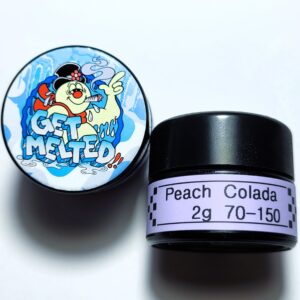 GET
MELTED!!
Peach Colada
2g 70-150